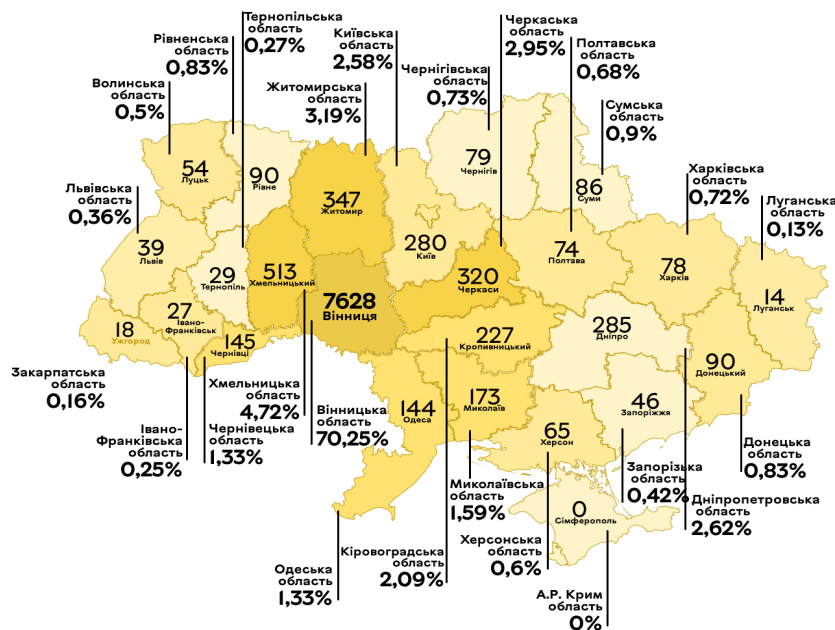 Тернопільська
область
0,27%
Рівненська
область
0,83%
Волинська
область
0,5%
Житомирська
область
3,19%
Київська
область
2,58%
Чернігівська
область
0,73%
Черкаська
область
2,95%
Полтавська
область
0,68%
Сумська
область
0,9%
Харківська
область
0,72%
Луганська
область
0,13%
Львівська
область
0,36%
54
Луцьк
90
Рівне
347
Житомир
79
Чернігів
86
Суми
39
Львів
29
Тернопіль
513
Хмельницький
280
Київ
320
Черкаси
74
Полтава
78
Харків
14
Луганськ
7628
Вінниця
27
Івано-
Франківськ
18
Ужгород
145
Чернівці
227
Кропивницький
285
Дніпро
90
Донецький
144
Одеса
173
Миколаїв
46
Запоріжжя
65
Херсон
0
Сімферополь
Закарпатська
область
0,16%
Івано-
Франківська
область
0,25%
Чернівецька
область
1,33%
Хмельницька
область
4,72%
Вінницька
область
70,25%
Одеська
область
1,33%
Кіровоградська
область
2,09%
Миколаївська
область
1,59%
Херсонська
область
0,6%
А.Р. Крим
область
0%
Запорізька
область
0,42%
Дніпропетровська
область
2,62%
Донецька
область
0,83%